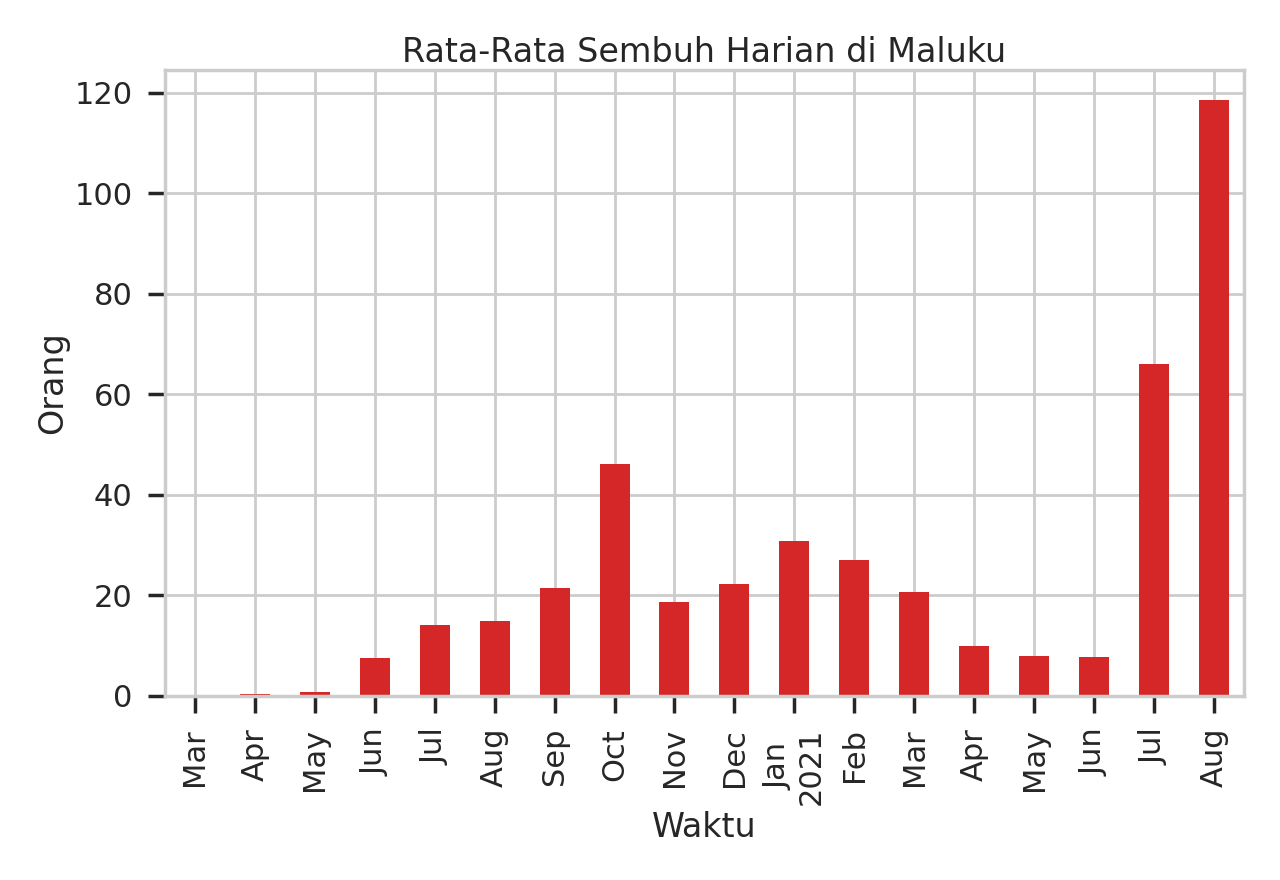 Rata-Rata Sembuh Harian di Maluku
120
100
80
60
40
20
0
Orang
Mar
Apr
May
Jun
Jul
Aug
Sep
Oct
Nov
Dec
Jan
2021
Feb
Mar
Apr
May
Jun
Jul
Aug
Waktu